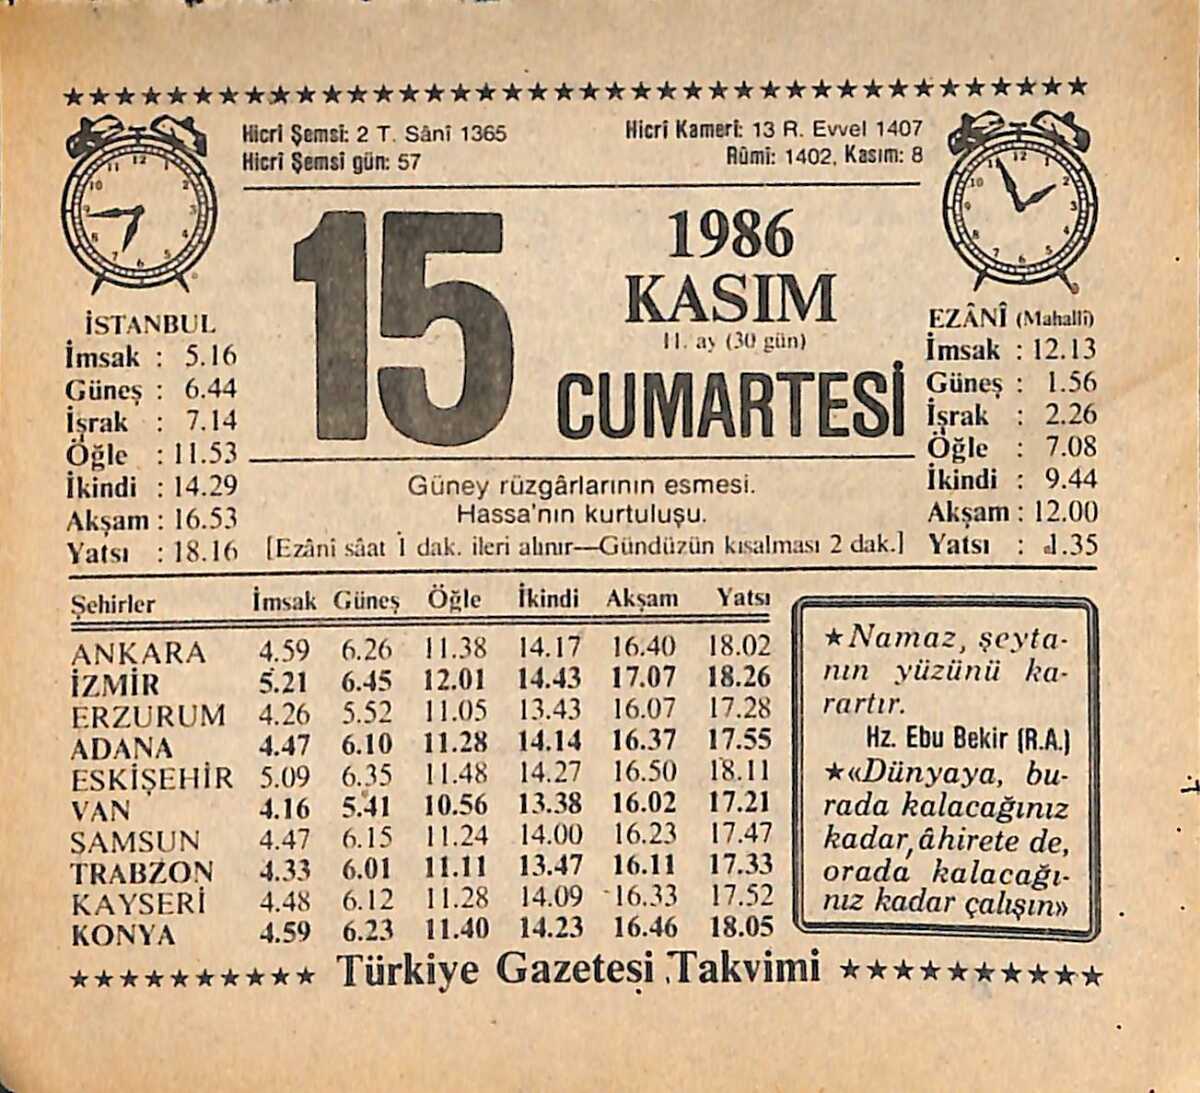 ★★★★★★★★★★★★★★★★★★★★★★★★★★★★★★★★★★★★★★★
Hicrî Şemsî: 2 T. Sânî 1365
Hicrî Şemsî gün: 57
Hicrî Kamerî: 13 R. Evvel 1407
Rûmî: 1402, Kasım: 8
15
1986
KASIM
11. ay (30 gün)
CUMARTESİ
İSTANBUL
İmsak : 5.16
Güneş : 6.44
İşrak : 7.14
Öğle : 11.53
İkindi : 14.29
Akşam : 16.53
Yatsı : 18.16
EZÂNÎ (Mahallî)
İmsak : 12.13
Güneş : 1.56
İşrak : 2.26
Öğle : 7.08
İkindi : 9.44
Akşam : 12.00
Yatsı : 1.35
Güney rüzgârlarının esmesi.
Hassa'nın kurtuluşu.
[Ezânî sâat 1 dak. ileri alınır—Gündüzün kısalması 2 dak.]
Şehirler İmsak Güneş Öğle İkindi Akşam Yatsı
ANKARA 4.59 6.26 11.38 14.17 16.40 18.02
İZMİR 5.21 6.45 12.01 14.43 17.07 18.26
ERZURUM 4.26 5.52 11.05 13.43 16.07 17.28
ADANA 4.47 6.10 11.28 14.14 16.37 17.55
ESKİŞEHİR 5.09 6.35 11.48 14.27 16.50 18.11
VAN 4.16 5.41 10.56 13.38 16.02 17.21
SAMSUN 4.47 6.15 11.24 14.00 16.23 17.47
TRABZON 4.33 6.01 11.11 13.47 16.11 17.33
KAYSERİ 4.48 6.12 11.28 14.09 16.33 17.52
KONYA 4.59 6.23 11.40 14.23 16.46 18.05
★Namaz, şeyta-
nın yüzünü ka-
rartır.
Hz. Ebu Bekir (R.A.)
★«Dünyaya, bu-
rada kalacağınız
kadar, âhirete de,
orada kalacağı-
nız kadar çalışın»
★★★★★★★★★★ Türkiye Gazetesi Takvimi ★★★★★★★★★★